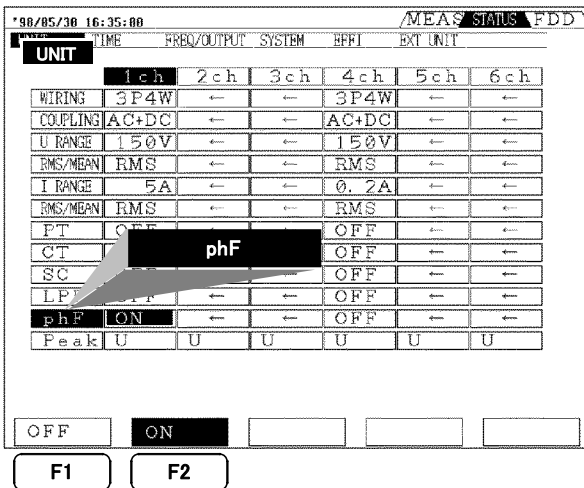 '98/05/30 16:35:00 MEAS STATUS FDD
UNIT TIME FREQ/OUTPUT SYSTEM EFFI EXT UNIT
UNIT
1ch 2ch 3ch 4ch 5ch 6ch
WIRING 3P4W ← ← 3P4W ← ←
COUPLING AC+DC ← ← AC+DC ← ←
U RANGE 150V ← ← 150V ← ←
RMS/MEAN RMS ← ← RMS ← ←
I RANGE 5A ← ← 0.2A ← ←
RMS/MEAN RMS ← ← RMS ← ←
PT OFF OFF ← ←
phF
CT OFF ← ←
SC OFF ← ←
LPF OFF ← ← OFF ← ←
phF ON ← ← OFF ← ←
Peak U U U U U U
OFF ON
F1 F2